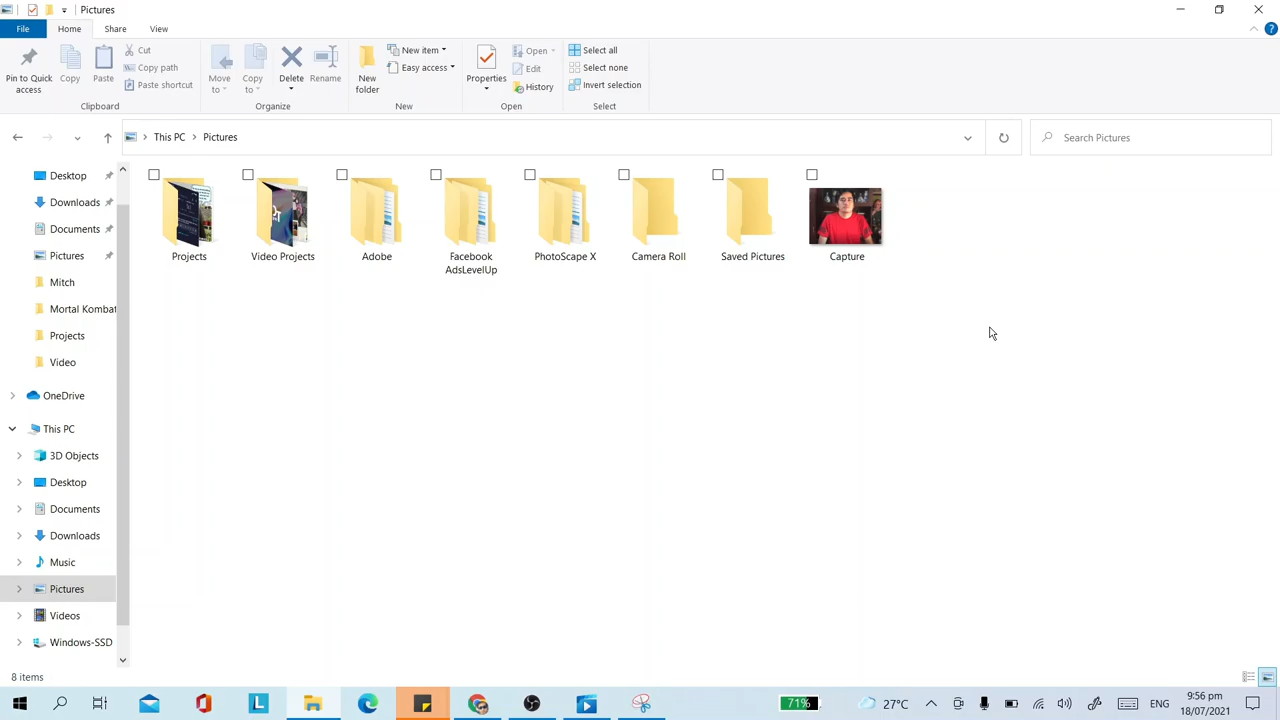 Pictures
File
Home
Share
View
Pin to Quick access
Copy
Paste
Cut
Copy path
Paste shortcut
Clipboard
Move to
Copy to
Delete
Rename
Organize
New folder
New item
Easy access
New
Properties
Open
Edit
History
Open
Select all
Select none
Invert selection
Select
This PC
Pictures
Search Pictures
Desktop
Downloads
Documents
Pictures
Mitch
Mortal Kombat
Projects
Video
OneDrive
This PC
3D Objects
Desktop
Documents
Downloads
Music
Pictures
Videos
Windows-SSD
Projects
Video Projects
Adobe
Facebook
AdsLevelUp
PhotoScape X
Camera Roll
Saved Pictures
Capture
8 items
L
71%
27°C
ENG
9:56 pm
18/07/2021